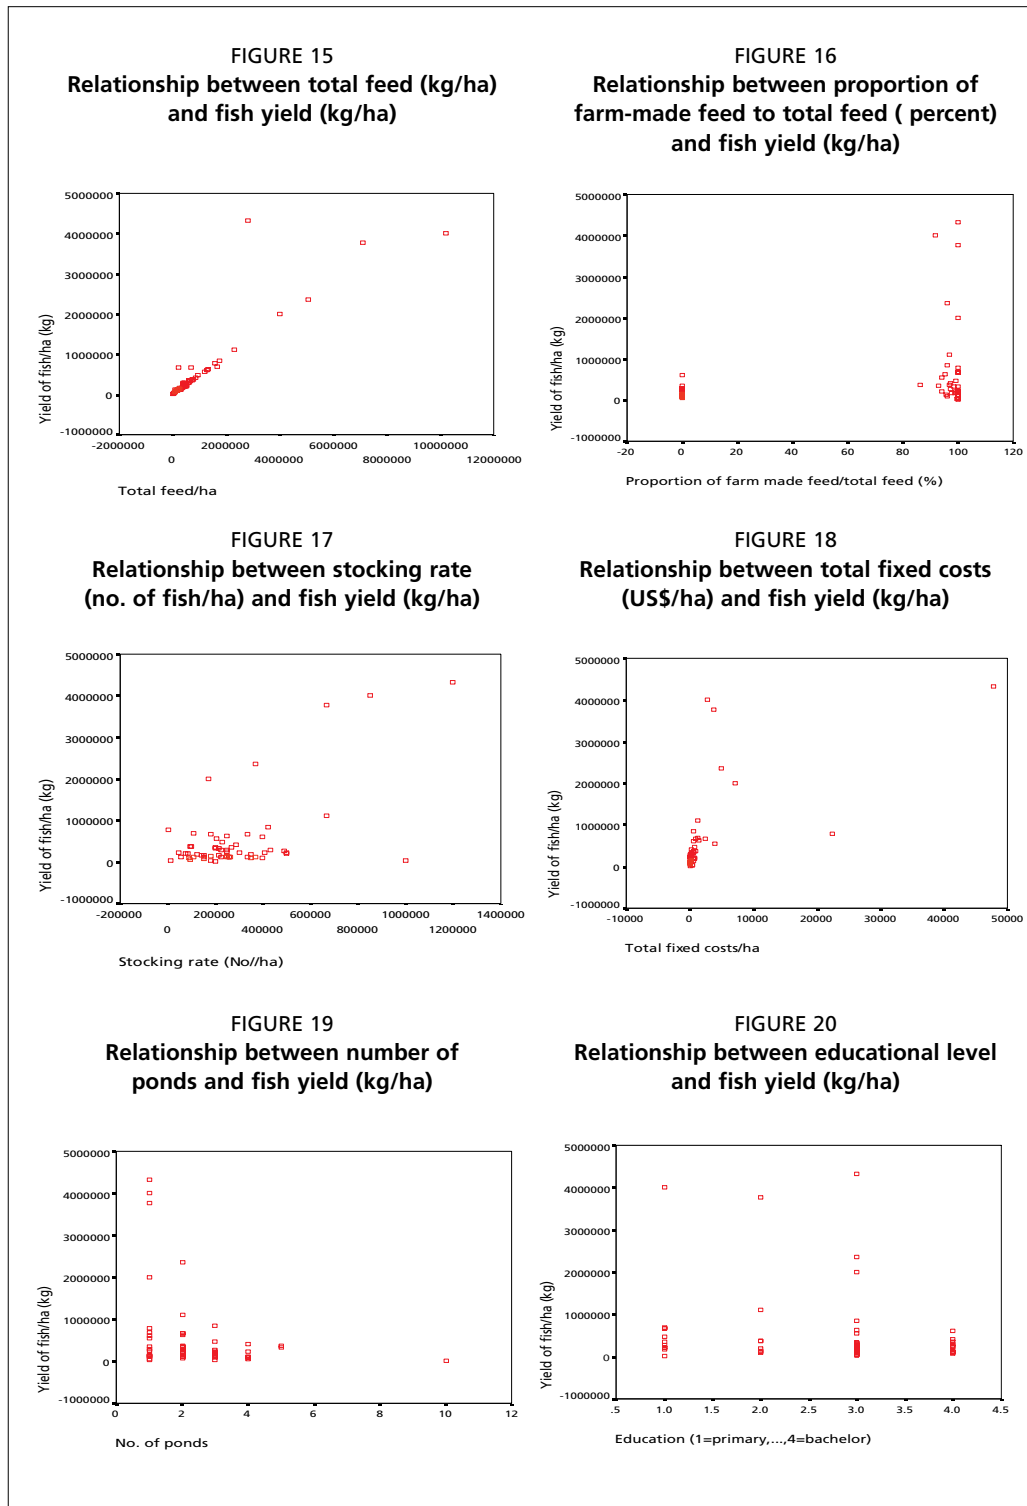 FIGURE 15
Relationship between total feed (kg/ha)
and fish yield (kg/ha)
5000000
4000000
3000000
2000000
1000000
0
-1000000
Yield of fish/ha (kg)
-2000000 2000000 6000000 10000000
0 4000000 8000000 12000000
Total feed/ha
FIGURE 16
Relationship between proportion of
farm-made feed to total feed ( percent)
and fish yield (kg/ha)
5000000
4000000
3000000
2000000
1000000
0
-1000000
Yield of fish/ha (kg)
-20 0 20 40 60 80 100 120
Proportion of farm made feed/total feed (%)
FIGURE 17
Relationship between stocking rate
(no. of fish/ha) and fish yield (kg/ha)
5000000
4000000
3000000
2000000
1000000
0
-1000000
Yield of fish/ha (kg)
-200000 200000 600000 1000000 1400000
0 400000 800000 1200000
Stocking rate (No//ha)
FIGURE 18
Relationship between total fixed costs
(US$/ha) and fish yield (kg/ha)
5000000
4000000
3000000
2000000
1000000
0
-1000000
Yield of fish/ha (kg)
-10000 0 10000 20000 30000 40000 50000
Total fixed costs/ha
FIGURE 19
Relationship between number of
ponds and fish yield (kg/ha)
5000000
4000000
3000000
2000000
1000000
0
-1000000
Yield of fish/ha (kg)
0 2 4 6 8 10 12
No. of ponds
FIGURE 20
Relationship between educational level
and fish yield (kg/ha)
5000000
4000000
3000000
2000000
1000000
0
-1000000
Yield of fish/ha (kg)
.5 1.0 1.5 2.0 2.5 3.0 3.5 4.0 4.5
Education (1=primary,...,4=bachelor)